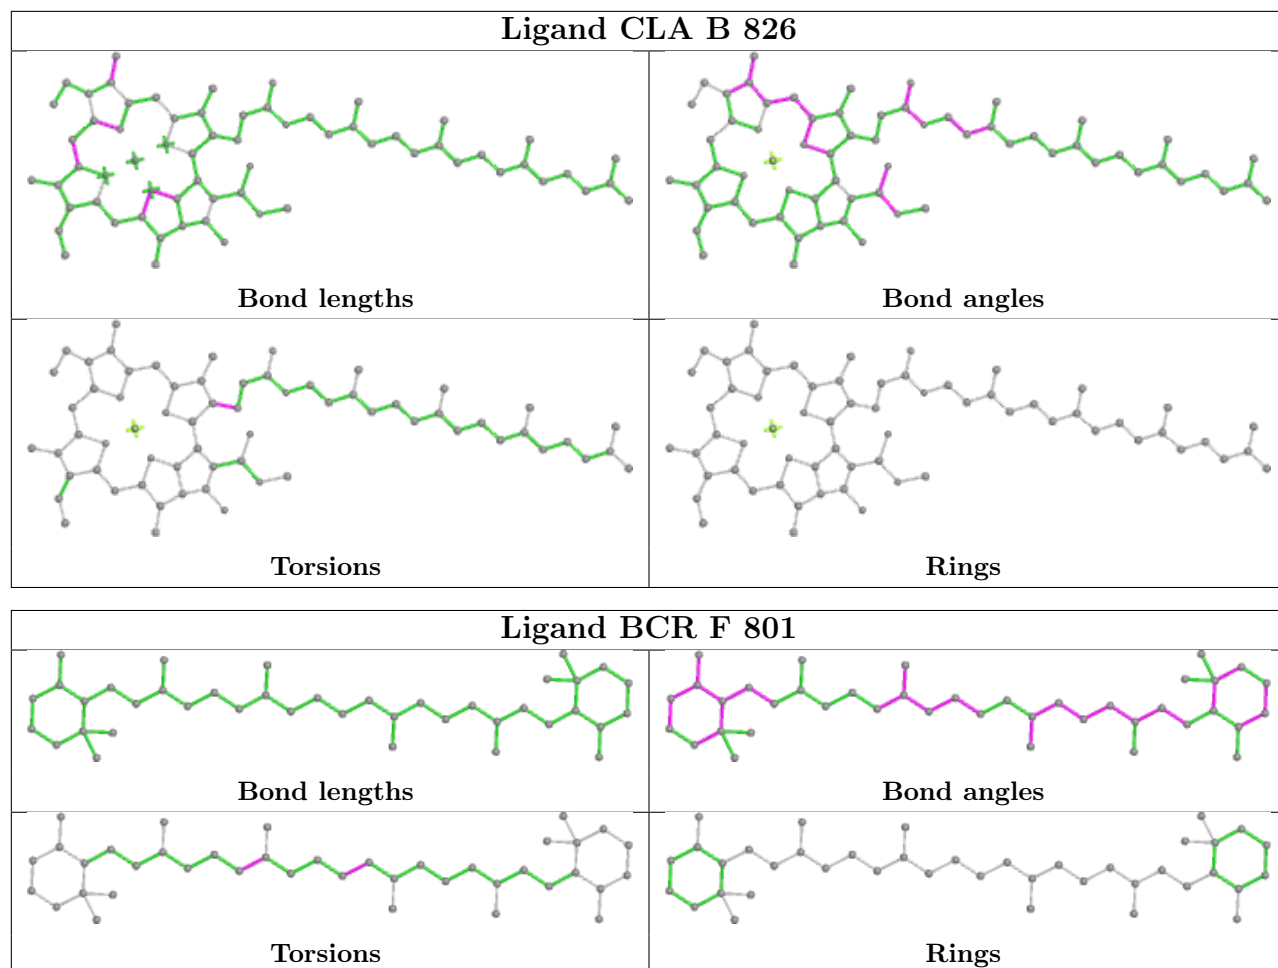 Ligand CLA B 826
Bond lengths
Bond angles
Torsions
Rings
Ligand BCR F 801
Bond lengths
Bond angles
Torsions
Rings